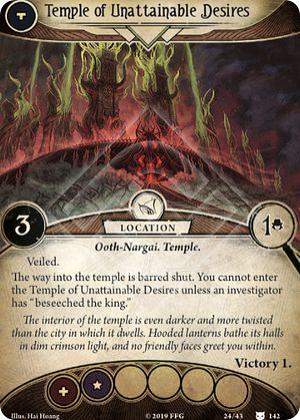 Temple of Unattainable Desires
3
LOCATION
1
Ooth-Nargai. Temple.
Veiled.
The way into the temple is barred shut. You cannot enter
the Temple of Unattainable Desires unless an investigator
has “beseeched the king.”
The interior of the temple is even darker and more twisted
than the city in which it dwells. Hooded lanterns bathe its halls
in dim crimson light, and no friendly faces greet you within.
Victory 1.
Illus. Hai Hoang
© 2019 FFG
24/43
142